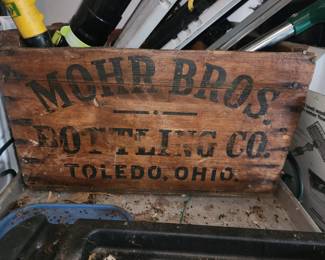 MOHR BROS.
BOTTLING CO.
TOLEDO, OHIO.